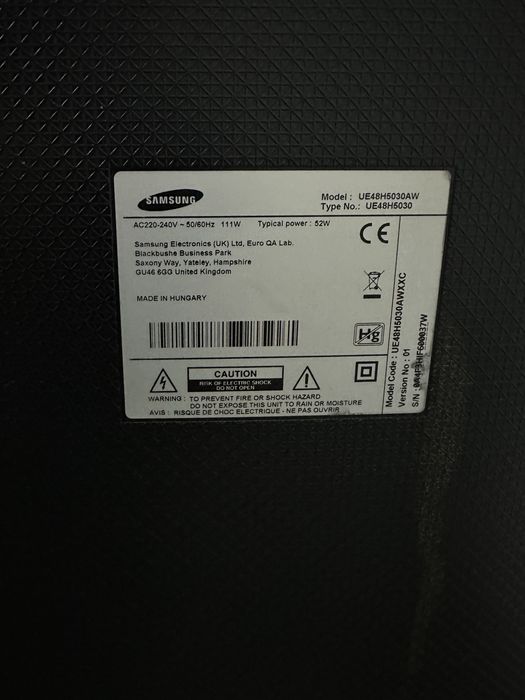 SAMSUNG
Model : UE48H5030AW
Type No.: UE48H5030
AC220-240V ~ 50/60Hz 111W Typical power : 52W
Samsung Electronics (UK) Ltd, Euro QA Lab.
Blackbushe Business Park
Saxony Way, Yateley, Hampshire
GU46 6GG United Kingdom
CE
MADE IN HUNGARY
Hg
CAUTION
RISK OF ELECTRIC SHOCK
DO NOT OPEN
WARNING : TO PREVENT FIRE OR SHOCK HAZARD
DO NOT EXPOSE THIS UNIT TO RAIN OR MOISTURE
AVIS : RISQUE DE CHOC ELECTRIQUE - NE PAS OUVRIR
Model Code : UE48H5030AWXXC
Version No : 01
S/N :